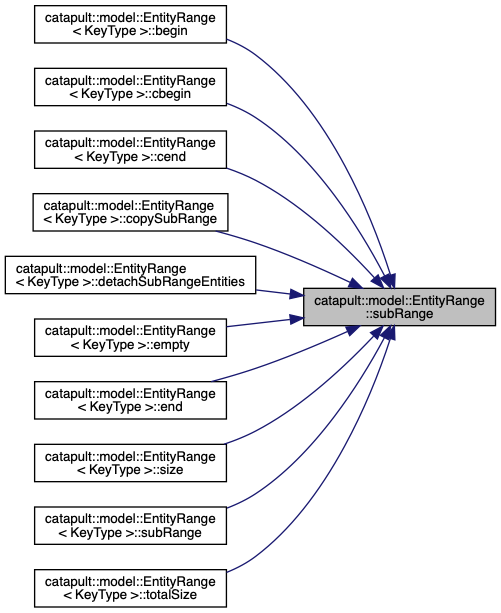 catapult::model::EntityRange
< KeyType >::begin
catapult::model::EntityRange
< KeyType >::cbegin
catapult::model::EntityRange
< KeyType >::cend
catapult::model::EntityRange
< KeyType >::copySubRange
catapult::model::EntityRange
< KeyType >::detachSubRangeEntities
catapult::model::EntityRange
::subRange
catapult::model::EntityRange
< KeyType >::empty
catapult::model::EntityRange
< KeyType >::end
catapult::model::EntityRange
< KeyType >::size
catapult::model::EntityRange
< KeyType >::subRange
catapult::model::EntityRange
< KeyType >::totalSize